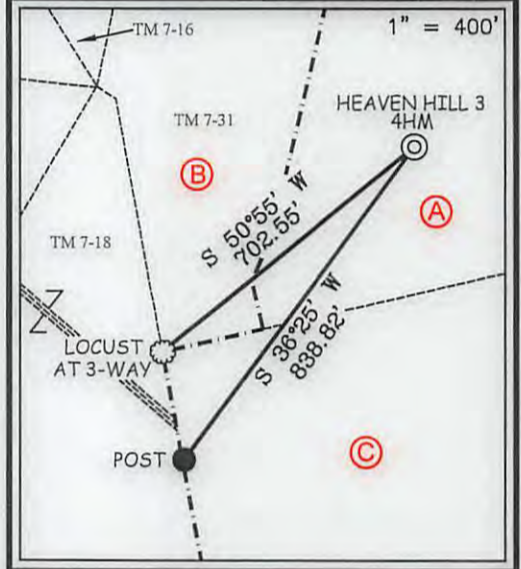 TM 7-16
1" = 400'
HEAVEN HILL 3
4HM
TM 7-31
B
A
S 50°55' W
702.55'
TM 7-18
LOCUST
AT 3-WAY
S 36°25' W
838.82'
POST
C